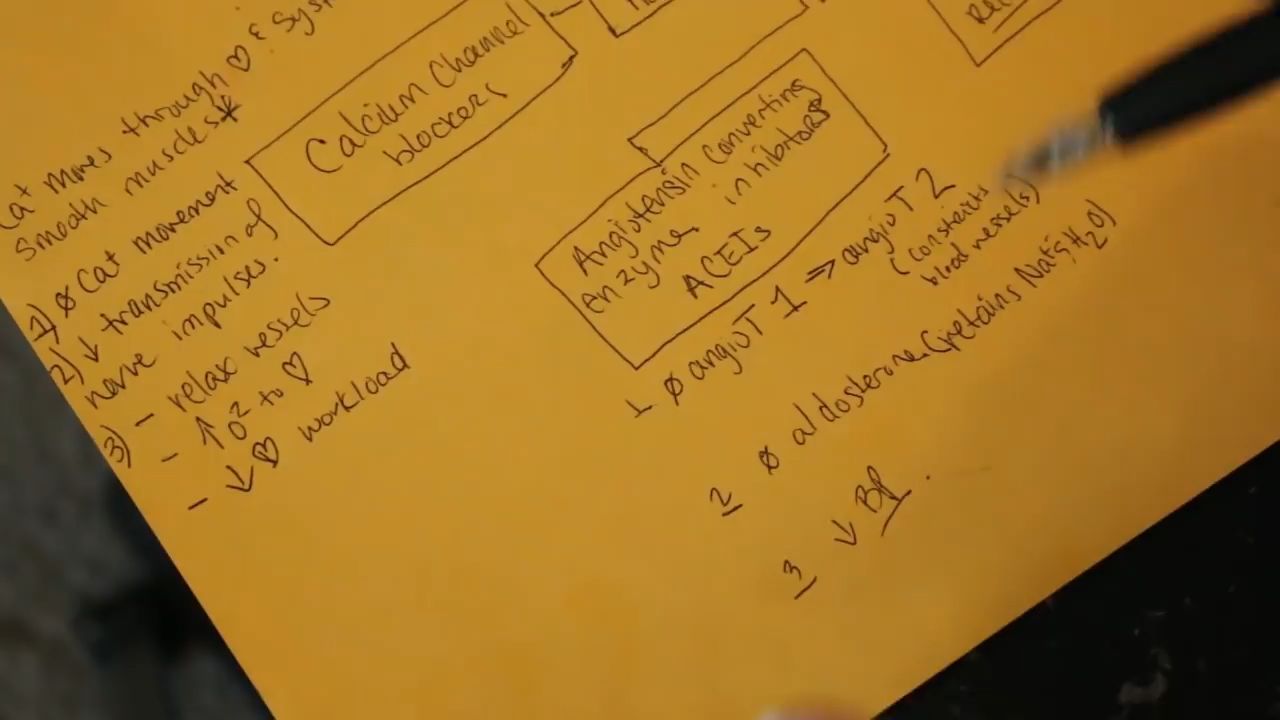 Ca+ moves through ♡ & Sys
Smooth muscles*
Calcium Channel
blockers
1) Ø Ca+ movement
2) ↓ transmission of
nerve impulses.
3) - relax vessels
- ↑ O2 to ♡
- ↓ ♡ workload
Angiotensin Converting
Enzyme inhibitors
ACEIs
1 Ø angioT 1 => angioT 2
(constricts
blood vessels)
2 Ø aldosterone (retains Na+ & H2O)
3 ↓ BP.